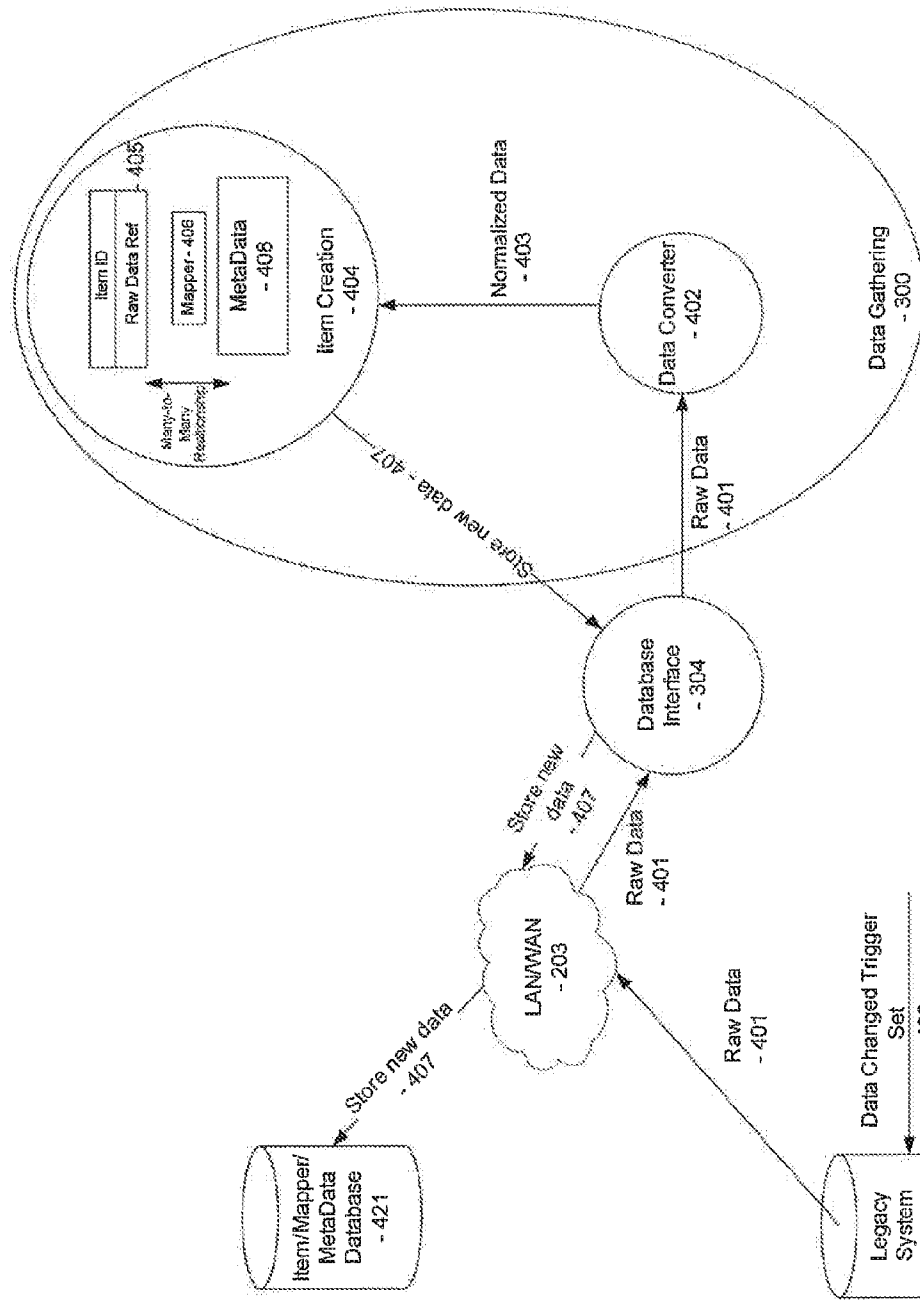 Item/Mapper/
MetaData
Database
- 421
Store new data
- 407
LAN/WAN
- 203
Store new
data
- 407
Raw Data
- 401
Raw Data
- 401
Legacy
System
Data Changed Trigger
Set
Database
Interface
- 304
Store new data - 407
Raw Data
- 401
Data Converter
- 402
Normalized Data
- 403
Item ID
Raw Data Ref
- 405
Mapper - 406
MetaData
- 408
Many-to-
Many
Relationship
Item Creation
- 404
Data Gathering
- 300